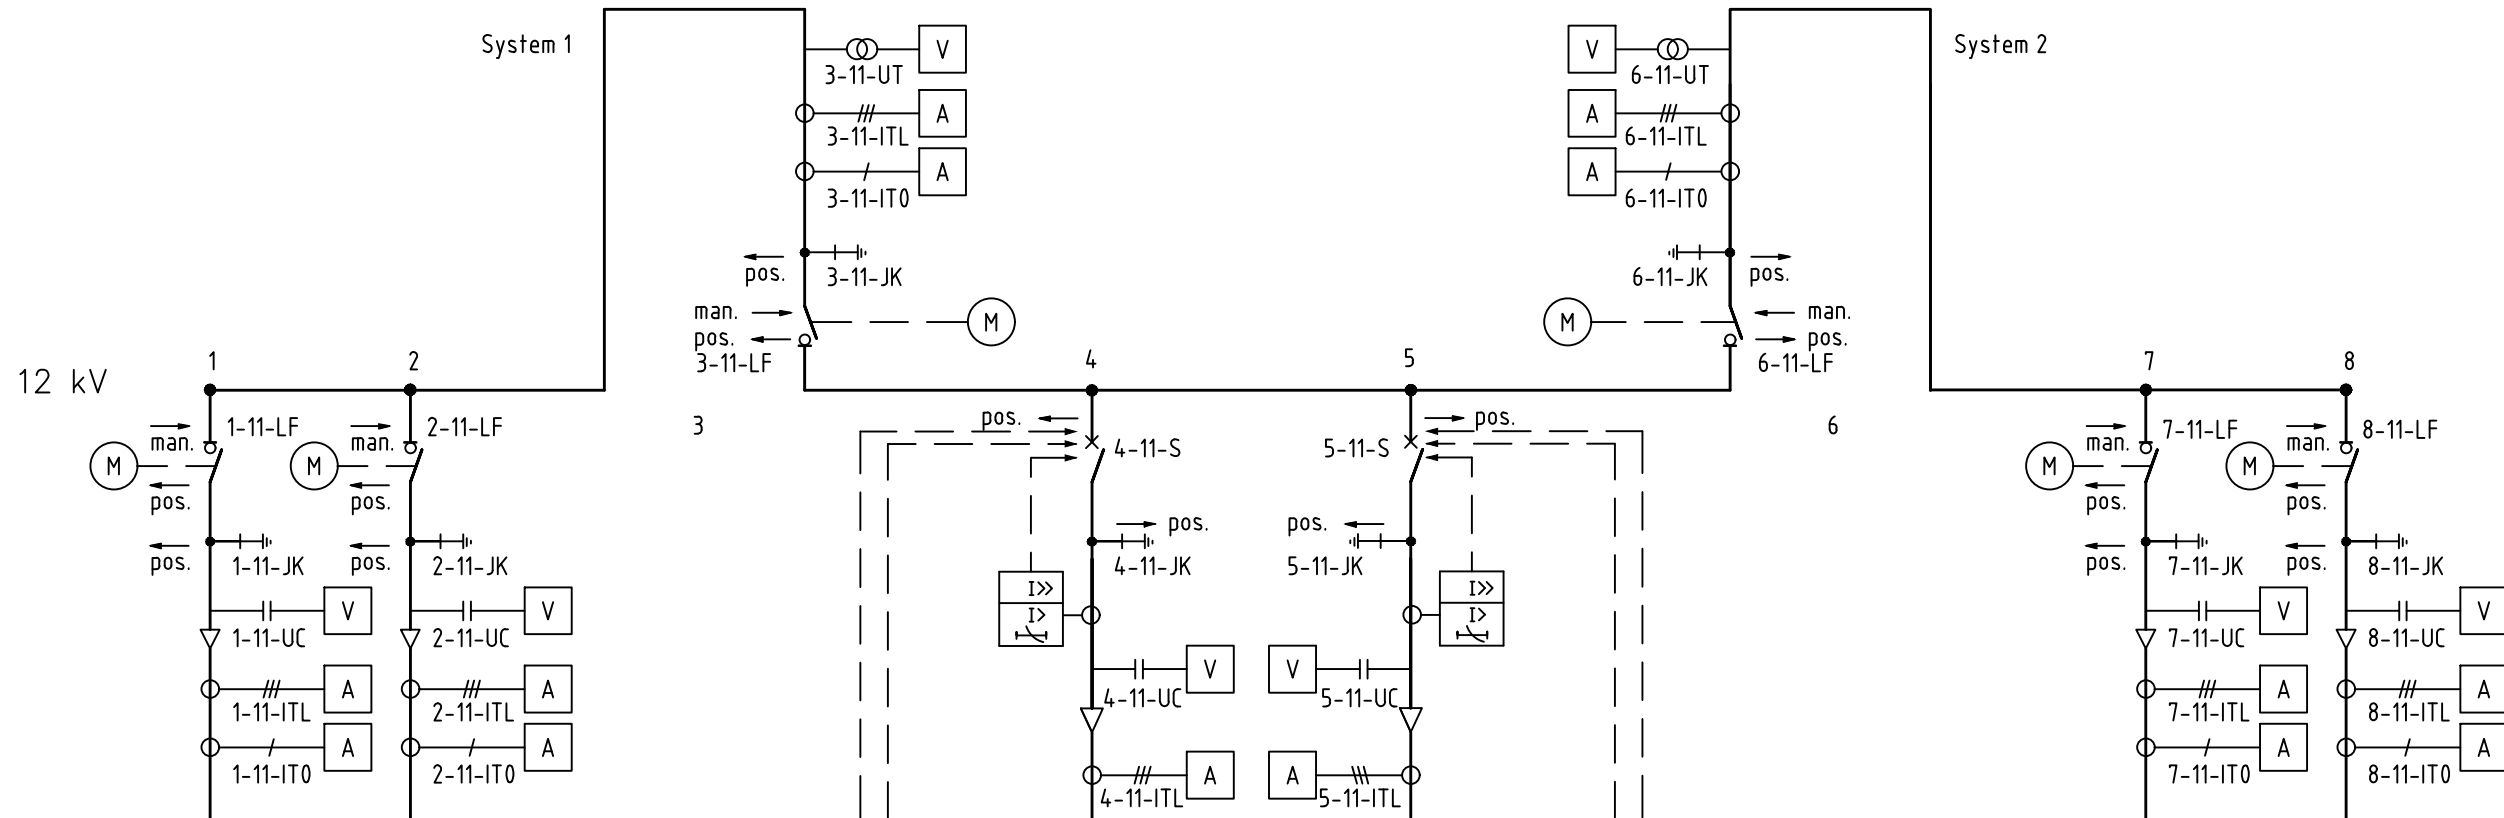 System 1
System 2
V
3-11-UT
A
3-11-ITL
A
3-11-IT0
V
6-11-UT
A
6-11-ITL
A
6-11-IT0
pos.
3-11-JK
man.
pos.
3-11-LF
M
6-11-JK
pos.
M
man.
pos.
6-11-LF
12 kV
1
2
3
4
5
6
7
8
man.
1-11-LF
M
pos.
pos.
1-11-JK
V
1-11-UC
A
1-11-ITL
A
1-11-IT0
man.
2-11-LF
M
pos.
pos.
2-11-JK
V
2-11-UC
A
2-11-ITL
A
2-11-IT0
pos.
4-11-S
pos.
4-11-JK
I>>
I>
V
4-11-UC
A
4-11-ITL
pos.
5-11-S
pos.
5-11-JK
I>>
I>
V
5-11-UC
A
5-11-ITL
man.
7-11-LF
M
pos.
pos.
7-11-JK
V
7-11-UC
A
7-11-ITL
A
7-11-IT0
man.
8-11-LF
M
pos.
pos.
8-11-JK
V
8-11-UC
A
8-11-ITL
A
8-11-IT0